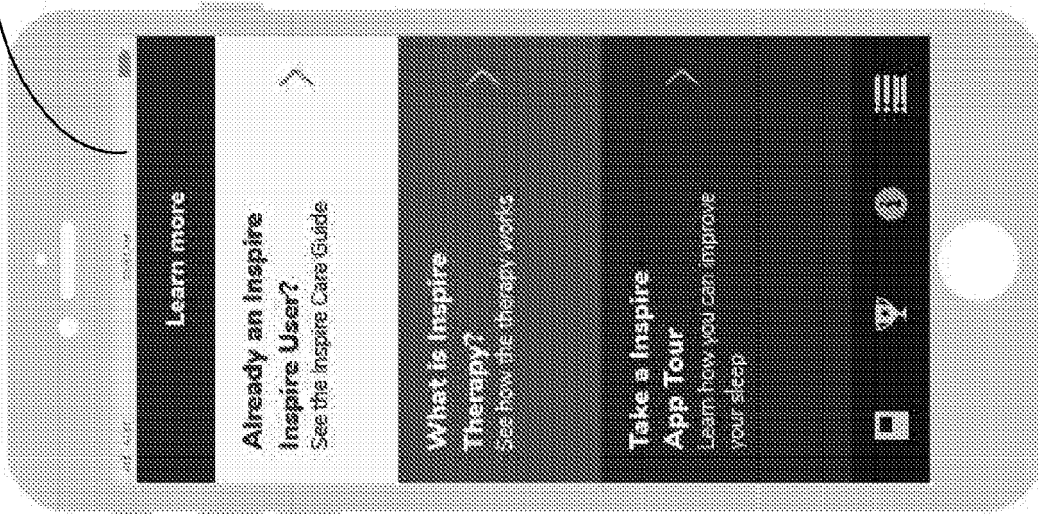 Learn more
Already an Inspire
Inspire User?
See the Inspire Care Guide
What is Inspire
Therapy?
See how the therapy works
Take a Inspire
App Tour
Learn how you can improve
your sleep